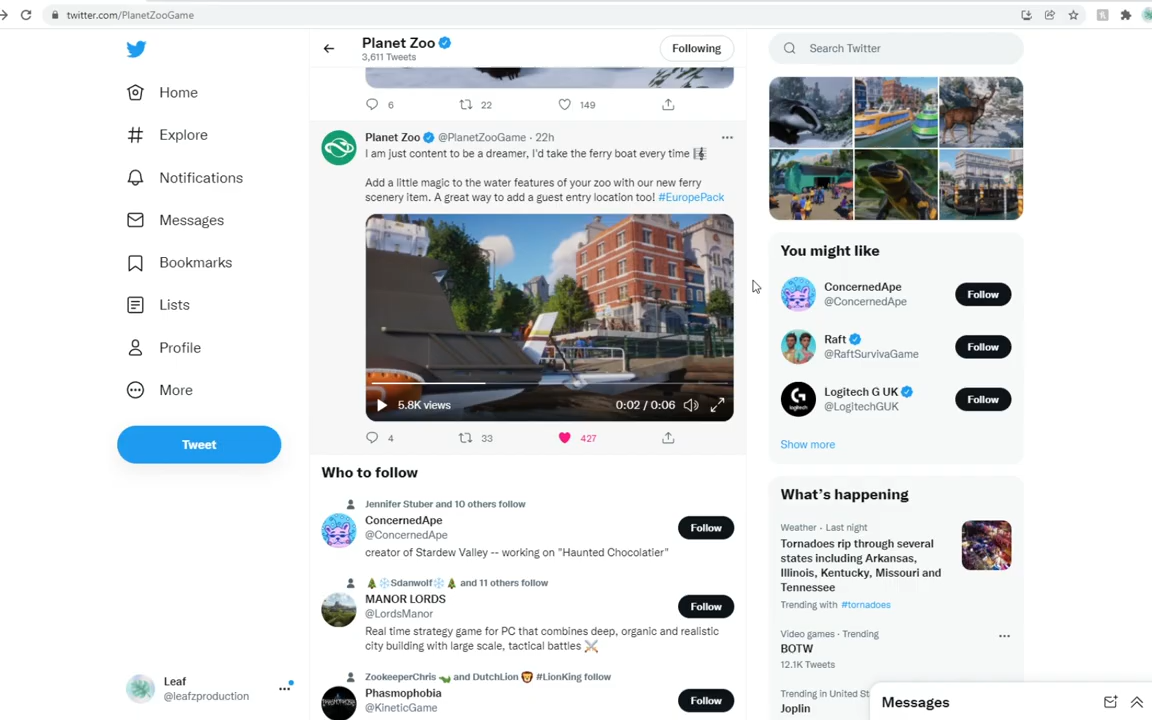 twitter.com/PlanetZooGame
Home
Explore
Notifications
Messages
Bookmarks
Lists
Profile
More
Tweet
Leaf
@leafzproduction
Planet Zoo
3,611 Tweets
Following
6 22 149
Planet Zoo @PlanetZooGame · 22h
I am just content to be a dreamer, I'd take the ferry boat every time 🎼
Add a little magic to the water features of your zoo with our new ferry
scenery item. A great way to add a guest entry location too! #EuropePack
5.8K views 0:02 / 0:06
4 33 427
Who to follow
Jennifer Stuber and 10 others follow
ConcernedApe
@ConcernedApe
Follow
creator of Stardew Valley -- working on "Haunted Chocolatier"
🌲❄️Sdanwolf❄️🌲 and 11 others follow
MANOR LORDS
@LordsManor
Follow
Real time strategy game for PC that combines deep, organic and realistic
city building with large scale, tactical battles ⚔️
ZookeeperChris 🦎 and DutchLion 🦁 #LionKing follow
Phasmophobia
@KineticGame
Follow
Search Twitter
You might like
ConcernedApe
@ConcernedApe
Follow
Raft
@RaftSurvivaGame
Follow
Logitech G UK
@LogitechGUK
Follow
Show more
What's happening
Weather · Last night
Tornadoes rip through several
states including Arkansas,
Illinois, Kentucky, Missouri and
Tennessee
Trending with #tornadoes
Video games · Trending
BOTW
12.1K Tweets
Trending in United St
Joplin
Messages